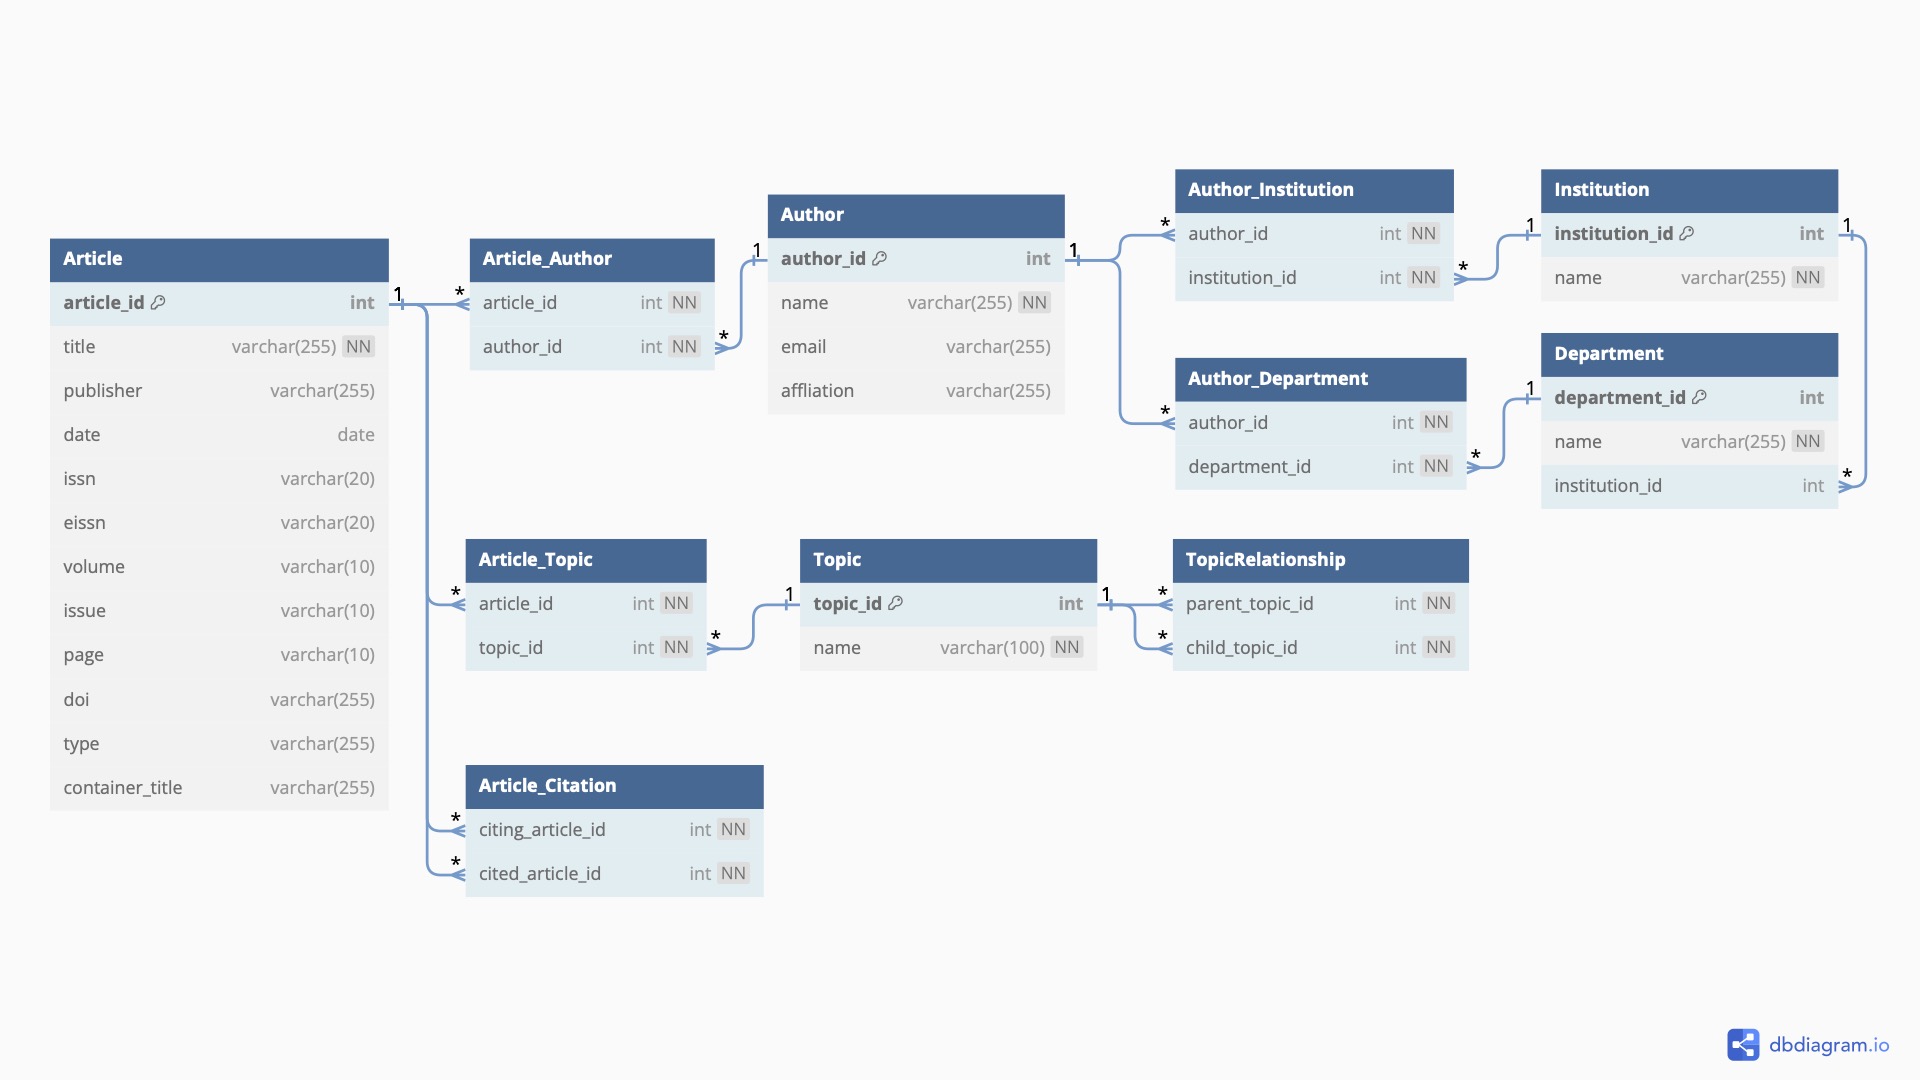 Article
article_id int
title varchar(255) NN
publisher varchar(255)
date date
issn varchar(20)
eissn varchar(20)
volume varchar(10)
issue varchar(10)
page varchar(10)
doi varchar(255)
type varchar(255)
container_title varchar(255)
1
*
Article_Author
article_id int NN
author_id int NN
*
1
Author
author_id int
name varchar(255) NN
email varchar(255)
affliation varchar(255)
1
*
Author_Institution
author_id int NN
institution_id int NN
*
1
Institution
institution_id int
name varchar(255) NN
1
*
Author_Department
author_id int NN
department_id int NN
*
1
Department
department_id int
name varchar(255) NN
institution_id int
*
*
Article_Topic
article_id int NN
topic_id int NN
*
1
Topic
topic_id int
name varchar(100) NN
1
*
*
TopicRelationship
parent_topic_id int NN
child_topic_id int NN
*
*
Article_Citation
citing_article_id int NN
cited_article_id int NN
dbdiagram.io